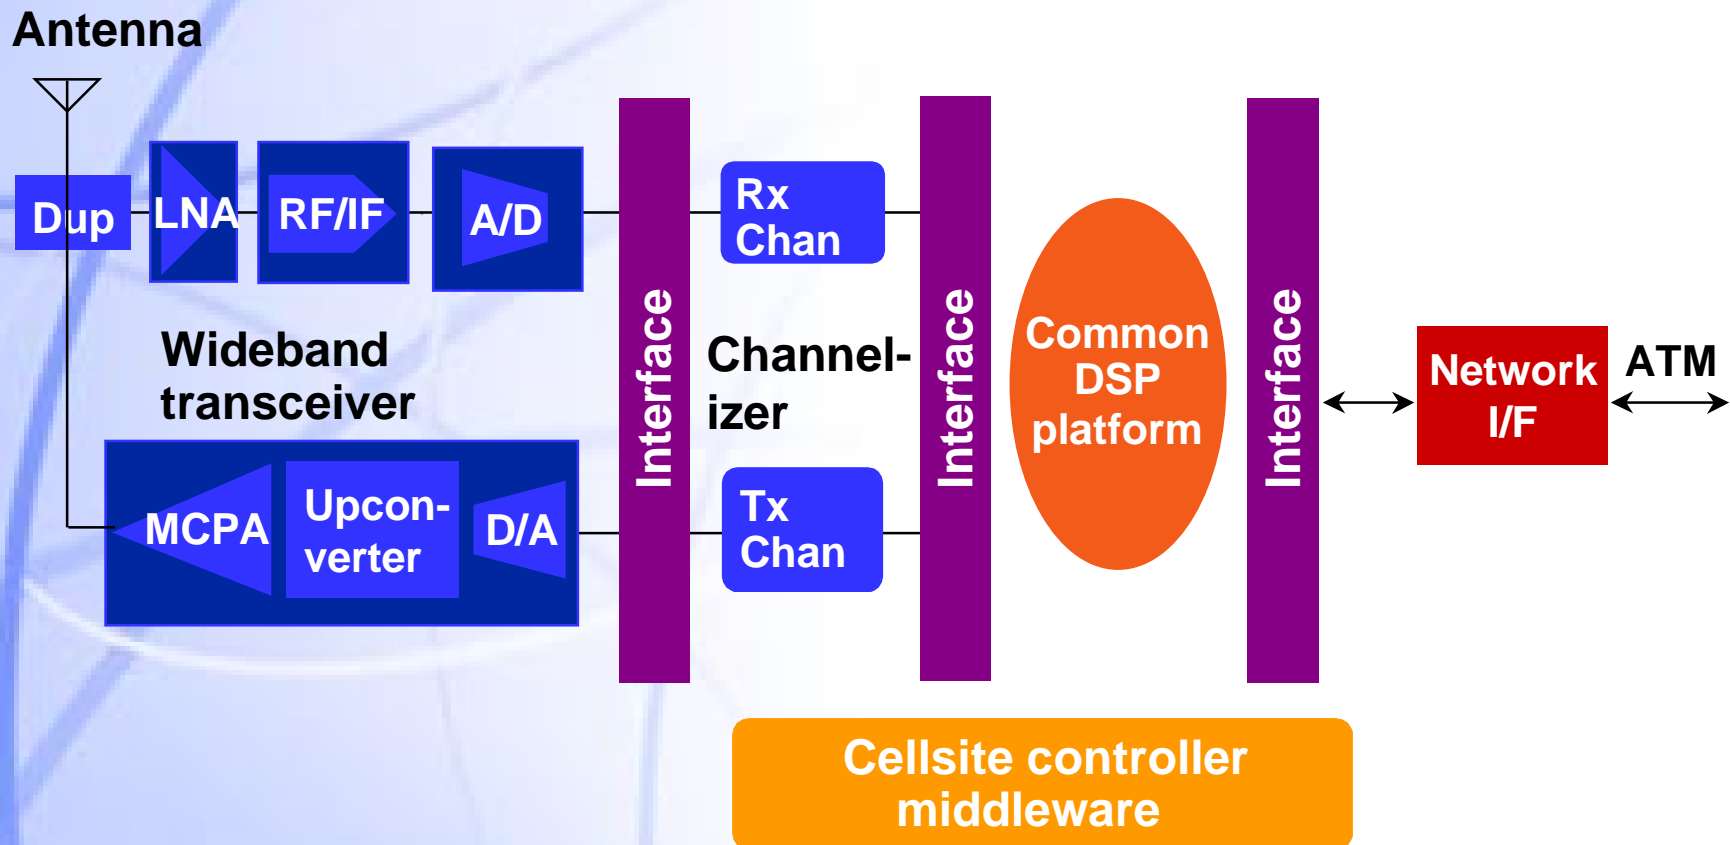 Antenna
Dup
LNA
RF/IF
A/D
Wideband
transceiver
MCPA
Upcon-
verter
D/A
Interface
Rx
Chan
Channel-
izer
Tx
Chan
Interface
Common
DSP
platform
Interface
Network
I/F
ATM
Cellsite controller
middleware